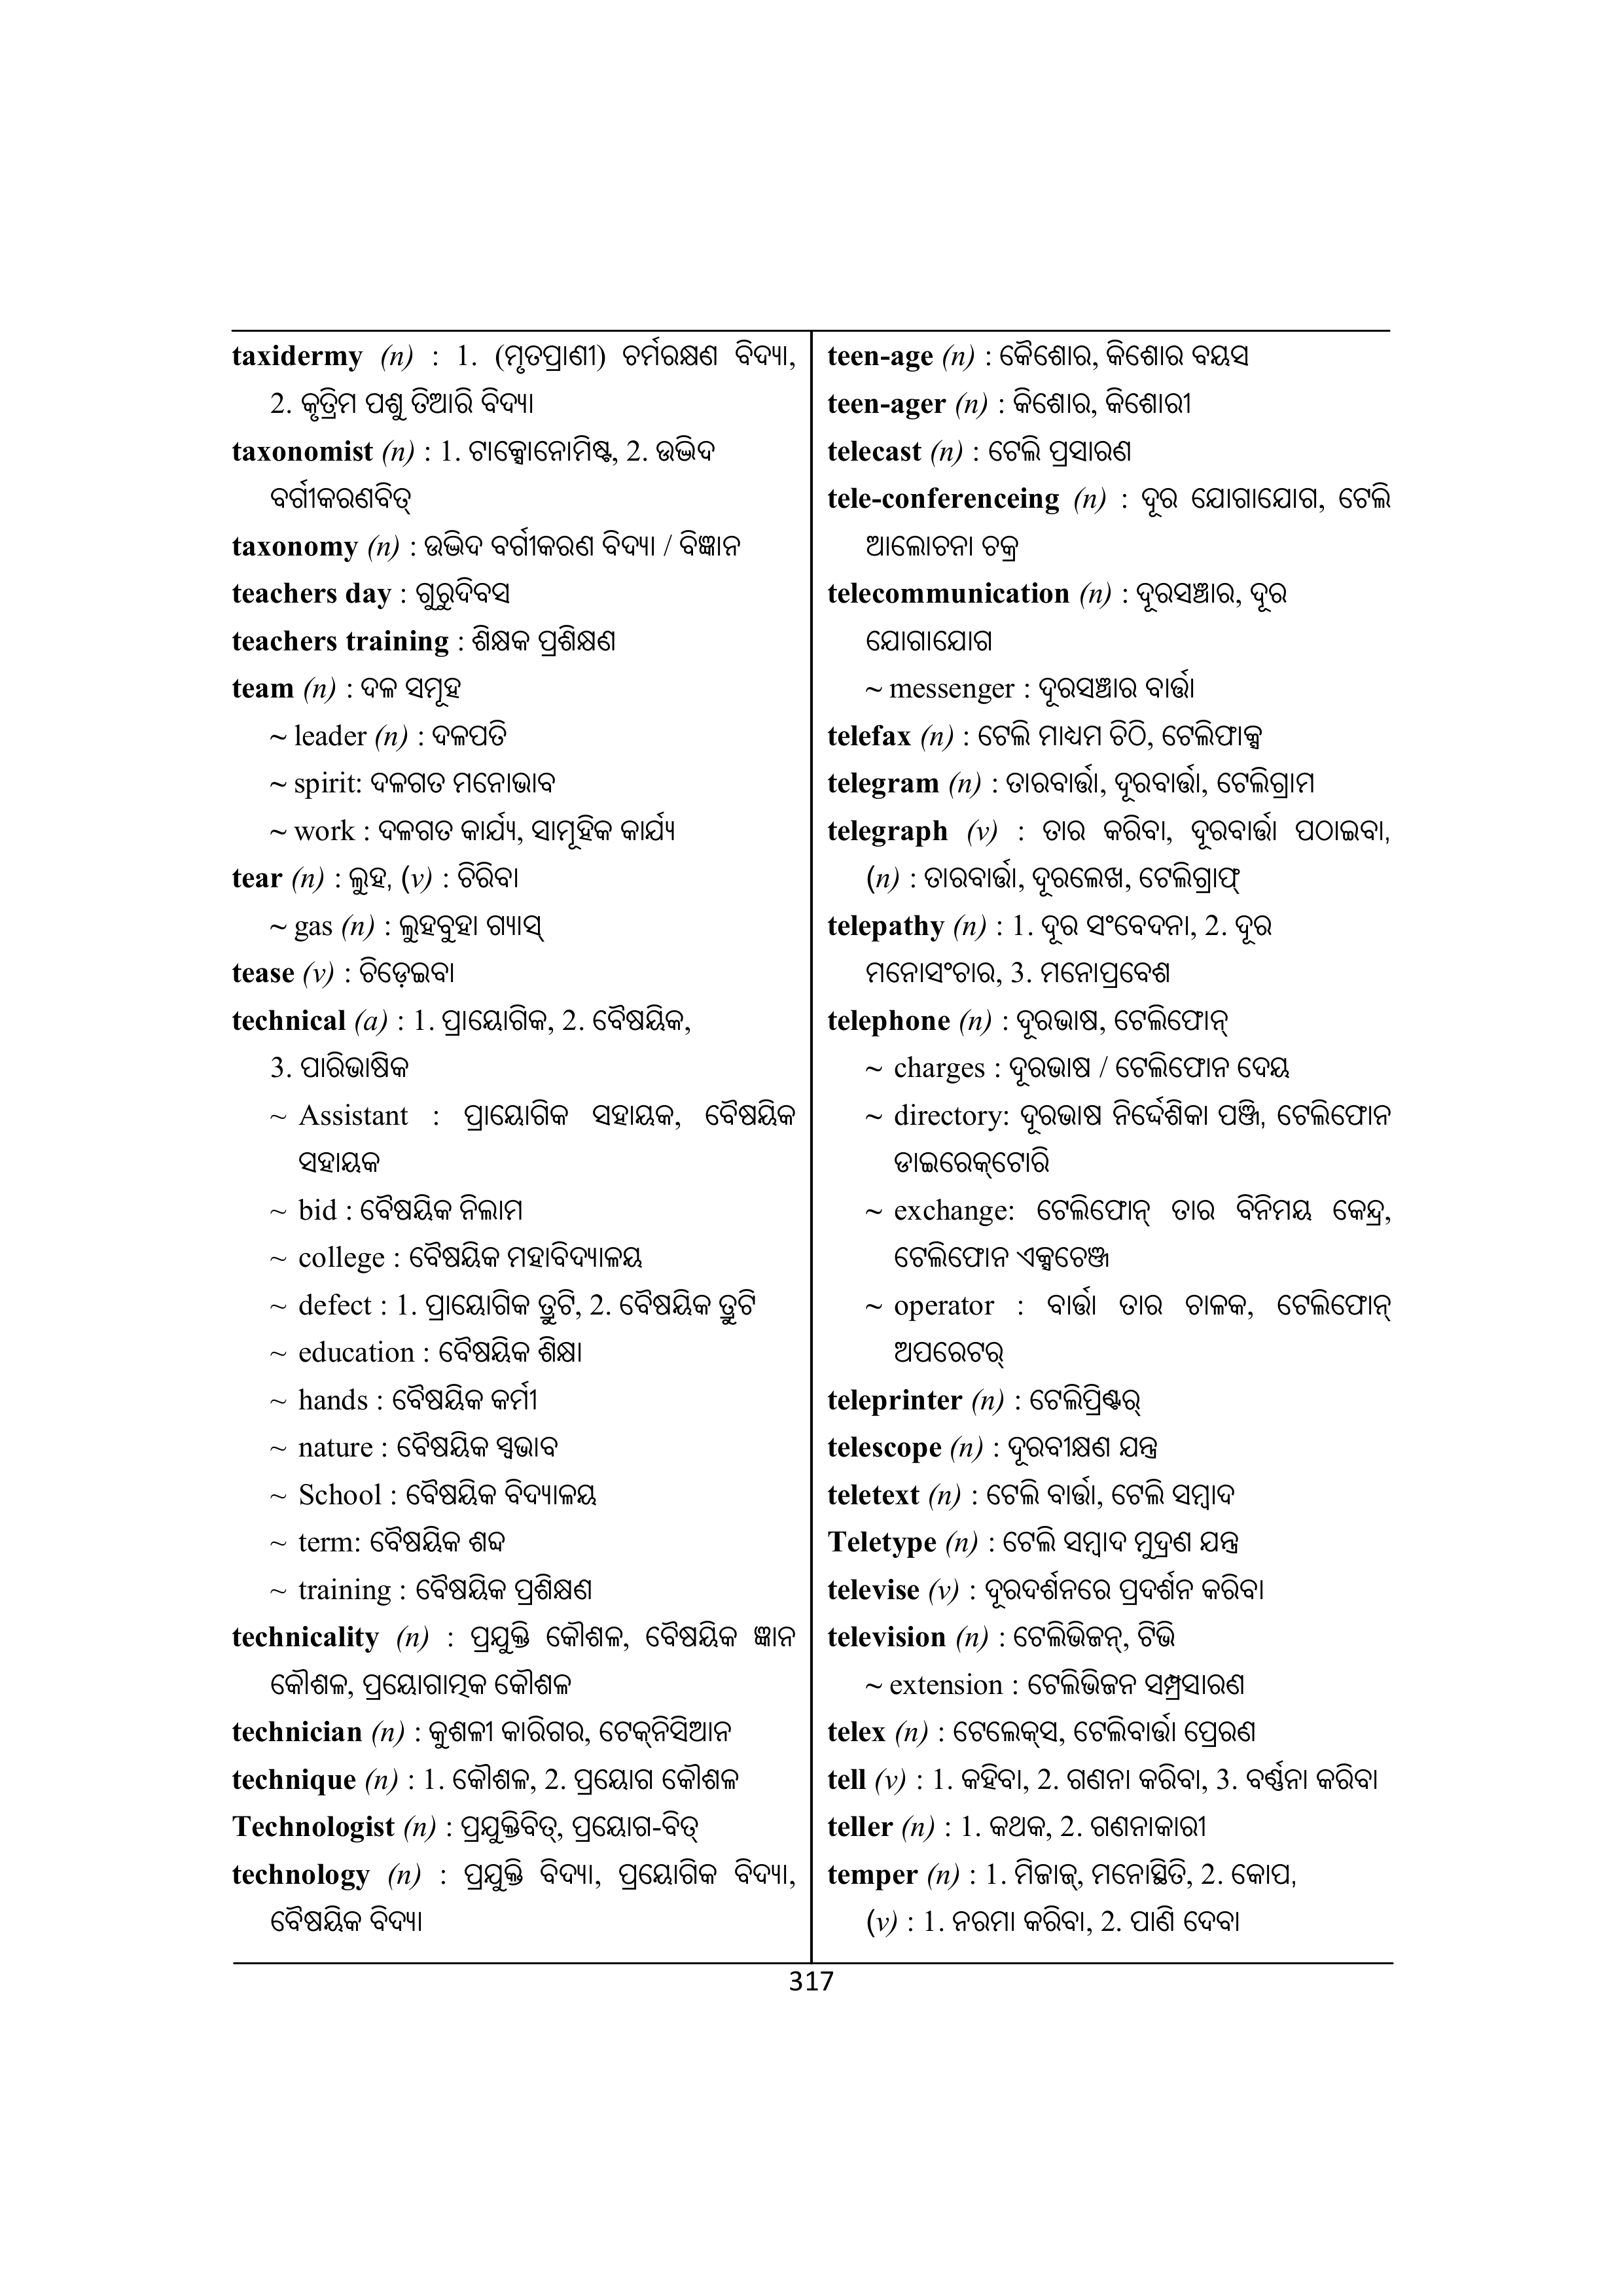 taxidermy (n) : 1. (ମୃତପ୍ରାଣୀ) ଚର୍ମରକ୍ଷଣ ବିଦ୍ୟା,
2. କୃତ୍ରିମ ପଶୁ ତିଆରି ବିଦ୍ୟା
taxonomist (n) : 1. ଟାକ୍ସୋନୋମିଷ୍ଟ, 2. ଉଦ୍ଭିଦ
ବର୍ଗୀକରଣବିତ୍
taxonomy (n) : ଉଦ୍ଭିଦ ବର୍ଗୀକରଣ ବିଦ୍ୟା / ବିଜ୍ଞାନ
teachers day : ଗୁରୁଦିବସ
teachers training : ଶିକ୍ଷକ ପ୍ରଶିକ୍ଷଣ
team (n) : ଦଳ ସମୂହ
~ leader (n) : ଦଳପତି
~ spirit: ଦଳଗତ ମନୋଭାବ
~ work : ଦଳଗତ କାର୍ଯ୍ୟ, ସାମୂହିକ କାର୍ଯ୍ୟ
tear (n) : ଲୁହ, (v) : ଚିରିବା
~ gas (n) : ଲୁହବୁହା ଗ୍ୟାସ୍
tease (v) : ଚିଡ଼େଇବା
technical (a) : 1. ପ୍ରାୟୋଗିକ, 2. ବୈଷୟିକ,
3. ପାରିଭାଷିକ
~ Assistant : ପ୍ରାୟୋଗିକ ସହାୟକ, ବୈଷୟିକ
ସହାୟକ
~ bid : ବୈଷୟିକ ନିଲାମ
~ college : ବୈଷୟିକ ମହାବିଦ୍ୟାଳୟ
~ defect : 1. ପ୍ରାୟୋଗିକ ତ୍ରୁଟି, 2. ବୈଷୟିକ ତ୍ରୁଟି
~ education : ବୈଷୟିକ ଶିକ୍ଷା
~ hands : ବୈଷୟିକ କର୍ମୀ
~ nature : ବୈଷୟିକ ସ୍ୱଭାବ
~ School : ବୈଷୟିକ ବିଦ୍ୟାଳୟ
~ term: ବୈଷୟିକ ଶବ୍ଦ
~ training : ବୈଷୟିକ ପ୍ରଶିକ୍ଷଣ
technicality (n) : ପ୍ରଯୁକ୍ତି କୌଶଳ, ବୈଷୟିକ ଜ୍ଞାନ
କୌଶଳ, ପ୍ରୟୋଗାତ୍ମକ କୌଶଳ
technician (n) : କୁଶଳୀ କାରିଗର, ଟେକ୍‌ନିସିଆନ
technique (n) : 1. କୌଶଳ, 2. ପ୍ରୟୋଗ କୌଶଳ
Technologist (n) : ପ୍ରଯୁକ୍ତିବିତ୍, ପ୍ରୟୋଗ-ବିତ୍
technology (n) : ପ୍ରଯୁକ୍ତି ବିଦ୍ୟା, ପ୍ରୟୋଗିକ ବିଦ୍ୟା,
ବୈଷୟିକ ବିଦ୍ୟା
teen-age (n) : କୈଶୋର, କିଶୋର ବୟସ
teen-ager (n) : କିଶୋର, କିଶୋରୀ
telecast (n) : ଟେଲି ପ୍ରସାରଣ
tele-conferenceing (n) : ଦୂର ଯୋଗାଯୋଗ, ଟେଲି
ଆଲୋଚନା ଚକ୍ର
telecommunication (n) : ଦୂରସଞ୍ଚାର, ଦୂର
ଯୋଗାଯୋଗ
~ messenger : ଦୂରସଞ୍ଚାର ବାର୍ତ୍ତା
telefax (n) : ଟେଲି ମାଧ୍ୟମ ଚିଠି, ଟେଲିଫାକ୍ସ
telegram (n) : ତାରବାର୍ତ୍ତା, ଦୂରବାର୍ତ୍ତା, ଟେଲିଗ୍ରାମ
telegraph (v) : ତାର କରିବା, ଦୂରବାର୍ତ୍ତା ପଠାଇବା,
(n) : ତାରବାର୍ତ୍ତା, ଦୂରଲେଖ, ଟେଲିଗ୍ରାଫ୍
telepathy (n) : 1. ଦୂର ସଂବେଦନା, 2. ଦୂର
ମନୋସଂଚାର, 3. ମନୋପ୍ରବେଶ
telephone (n) : ଦୂରଭାଷ, ଟେଲିଫୋନ୍
~ charges : ଦୂରଭାଷ / ଟେଲିଫୋନ ଦେୟ
~ directory: ଦୂରଭାଷ ନିର୍ଦ୍ଦେଶିକା ପଞ୍ଜି, ଟେଲିଫୋନ
ଡାଇରେକ୍‌ଟୋରି
~ exchange: ଟେଲିଫୋନ୍ ତାର ବିନିମୟ କେନ୍ଦ୍ର,
ଟେଲିଫୋନ ଏକ୍ସଚେଞ୍ଜ
~ operator : ବାର୍ତ୍ତା ତାର ଚାଳକ, ଟେଲିଫୋନ୍
ଅପରେଟର୍
teleprinter (n) : ଟେଲିପ୍ରିଣ୍ଟର୍
telescope (n) : ଦୂରବୀକ୍ଷଣ ଯନ୍ତ୍ର
teletext (n) : ଟେଲି ବାର୍ତ୍ତା, ଟେଲି ସମ୍ବାଦ
Teletype (n) : ଟେଲି ସମ୍ବାଦ ମୁଦ୍ରଣ ଯନ୍ତ୍ର
televise (v) : ଦୂରଦର୍ଶନରେ ପ୍ରଦର୍ଶନ କରିବା
television (n) : ଟେଲିଭିଜନ୍, ଟିଭି
~ extension : ଟେଲିଭିଜନ ସମ୍ପ୍ରସାରଣ
telex (n) : ଟେଲେକ୍‌ସ, ଟେଲିବାର୍ତ୍ତା ପ୍ରେରଣ
tell (v) : 1. କହିବା, 2. ଗଣନା କରିବା, 3. ବର୍ଣ୍ଣନା କରିବା
teller (n) : 1. କଥକ, 2. ଗଣନାକାରୀ
temper (n) : 1. ମିଜାଜ୍, ମନୋସ୍ଥିତି, 2. କୋପ,
(v) : 1. ନରମା କରିବା, 2. ପାଣି ଦେବା
317